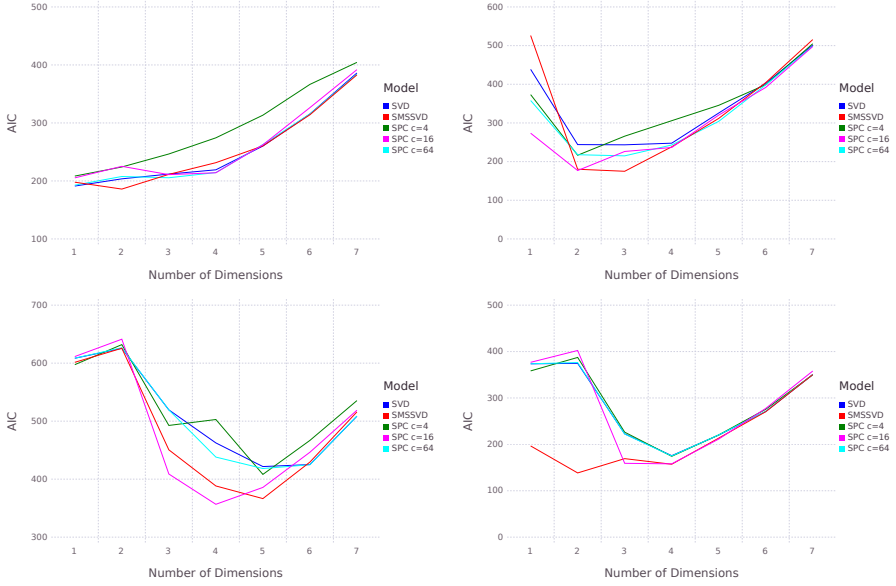 500
400
300
200
100
AIC
1 2 3 4 5 6 7
Number of Dimensions
Model
SVD
SMSSVD
SPC c=4
SPC c=16
SPC c=64
600
500
400
300
200
100
0
AIC
1 2 3 4 5 6 7
Number of Dimensions
Model
SVD
SMSSVD
SPC c=4
SPC c=16
SPC c=64
700
600
500
400
300
AIC
1 2 3 4 5 6 7
Number of Dimensions
Model
SVD
SMSSVD
SPC c=4
SPC c=16
SPC c=64
500
400
300
200
100
0
AIC
1 2 3 4 5 6 7
Number of Dimensions
Model
SVD
SMSSVD
SPC c=4
SPC c=16
SPC c=64